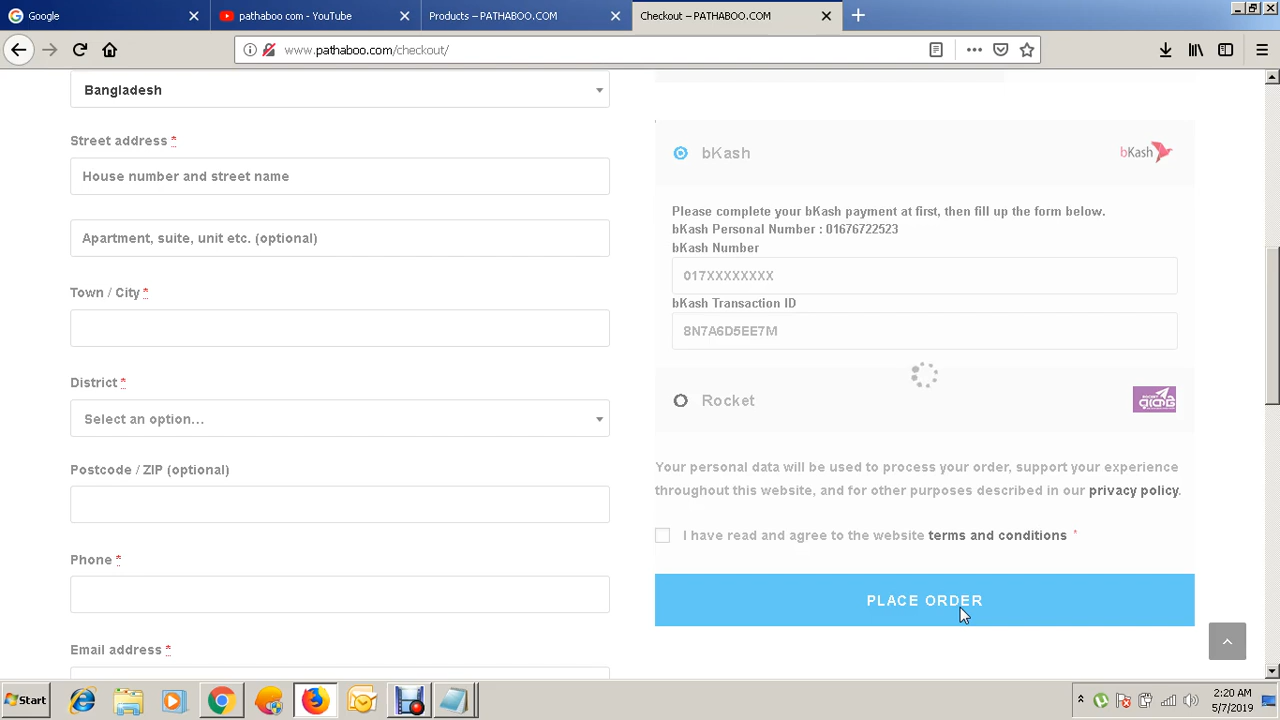 Google
pathaboo com - YouTube
Products – PATHABOO.COM
Checkout – PATHABOO.COM
www.pathaboo.com/checkout/
Bangladesh
Street address *
House number and street name
Apartment, suite, unit etc. (optional)
Town / City *
District *
Select an option…
Postcode / ZIP (optional)
Phone *
Email address *
bKash
bKash
Please complete your bKash payment at first, then fill up the form below.
bKash Personal Number : 01676722523
bKash Number
017XXXXXXXX
bKash Transaction ID
8N7A6D5EE7M
Rocket
Your personal data will be used to process your order, support your experience
throughout this website, and for other purposes described in our privacy policy.
I have read and agree to the website terms and conditions *
PLACE ORDER
Start
2:20 AM
5/7/2019